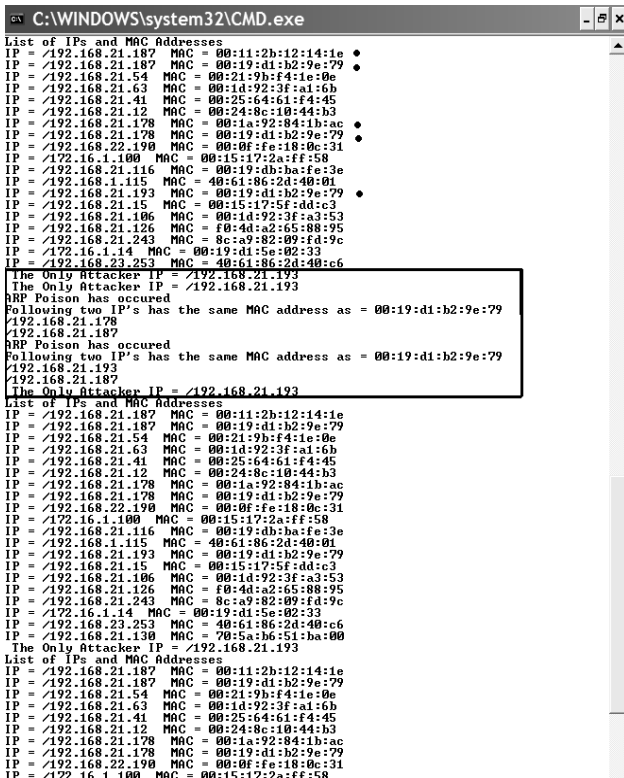 C:\WINDOWS\system32\CMD.exe
List of IPs and MAC Addresses
IP = /192.168.21.187  MAC = 00:11:2b:12:14:1e
IP = /192.168.21.187  MAC = 00:19:d1:b2:9e:79
IP = /192.168.21.54  MAC = 00:21:9b:f4:1e:0e
IP = /192.168.21.63  MAC = 00:1d:92:3f:a1:6b
IP = /192.168.21.41  MAC = 00:25:64:61:f4:45
IP = /192.168.21.12  MAC = 00:24:8c:10:44:b3
IP = /192.168.21.178  MAC = 00:1a:92:84:1b:ac
IP = /192.168.21.178  MAC = 00:19:d1:b2:9e:79
IP = /192.168.22.190  MAC = 00:0f:fe:18:0c:31
IP = /172.16.1.100  MAC = 00:15:17:2a:ff:58
IP = /192.168.21.116  MAC = 00:19:db:ba:fe:3e
IP = /192.168.1.115  MAC = 40:61:86:2d:40:01
IP = /192.168.21.193  MAC = 00:19:d1:b2:9e:79
IP = /192.168.21.15  MAC = 00:15:17:5f:dd:c3
IP = /192.168.21.106  MAC = 00:1d:92:3f:a3:53
IP = /192.168.21.126  MAC = f0:4d:a2:65:88:95
IP = /192.168.21.243  MAC = 8c:a9:82:09:fd:9c
IP = /172.16.1.14  MAC = 00:19:d1:5e:02:33
IP = /192.168.23.253  MAC = 40:61:86:2d:40:c6
The Only Attacker IP = /192.168.21.193
The Only Attacker IP = /192.168.21.193
ARP Poison has occured
Following two IP's has the same MAC address as = 00:19:d1:b2:9e:79
/192.168.21.178
/192.168.21.187
ARP Poison has occured
Following two IP's has the same MAC address as = 00:19:d1:b2:9e:79
/192.168.21.193
/192.168.21.187
The Only Attacker IP = /192.168.21.193
List of IPs and MAC Addresses
IP = /192.168.21.187  MAC = 00:11:2b:12:14:1e
IP = /192.168.21.187  MAC = 00:19:d1:b2:9e:79
IP = /192.168.21.54  MAC = 00:21:9b:f4:1e:0e
IP = /192.168.21.63  MAC = 00:1d:92:3f:a1:6b
IP = /192.168.21.41  MAC = 00:25:64:61:f4:45
IP = /192.168.21.12  MAC = 00:24:8c:10:44:b3
IP = /192.168.21.178  MAC = 00:1a:92:84:1b:ac
IP = /192.168.21.178  MAC = 00:19:d1:b2:9e:79
IP = /192.168.22.190  MAC = 00:0f:fe:18:0c:31
IP = /172.16.1.100  MAC = 00:15:17:2a:ff:58
IP = /192.168.21.116  MAC = 00:19:db:ba:fe:3e
IP = /192.168.1.115  MAC = 40:61:86:2d:40:01
IP = /192.168.21.193  MAC = 00:19:d1:b2:9e:79
IP = /192.168.21.15  MAC = 00:15:17:5f:dd:c3
IP = /192.168.21.106  MAC = 00:1d:92:3f:a3:53
IP = /192.168.21.126  MAC = f0:4d:a2:65:88:95
IP = /192.168.21.243  MAC = 8c:a9:82:09:fd:9c
IP = /172.16.1.14  MAC = 00:19:d1:5e:02:33
IP = /192.168.23.253  MAC = 40:61:86:2d:40:c6
IP = /192.168.21.130  MAC = 70:5a:b6:51:ba:00
The Only Attacker IP = /192.168.21.193
List of IPs and MAC Addresses
IP = /192.168.21.187  MAC = 00:11:2b:12:14:1e
IP = /192.168.21.187  MAC = 00:19:d1:b2:9e:79
IP = /192.168.21.54  MAC = 00:21:9b:f4:1e:0e
IP = /192.168.21.63  MAC = 00:1d:92:3f:a1:6b
IP = /192.168.21.41  MAC = 00:25:64:61:f4:45
IP = /192.168.21.12  MAC = 00:24:8c:10:44:b3
IP = /192.168.21.178  MAC = 00:1a:92:84:1b:ac
IP = /192.168.21.178  MAC = 00:19:d1:b2:9e:79
IP = /192.168.22.190  MAC = 00:0f:fe:18:0c:31
IP = /172.16.1.100  MAC = 00:15:17:2a:ff:58